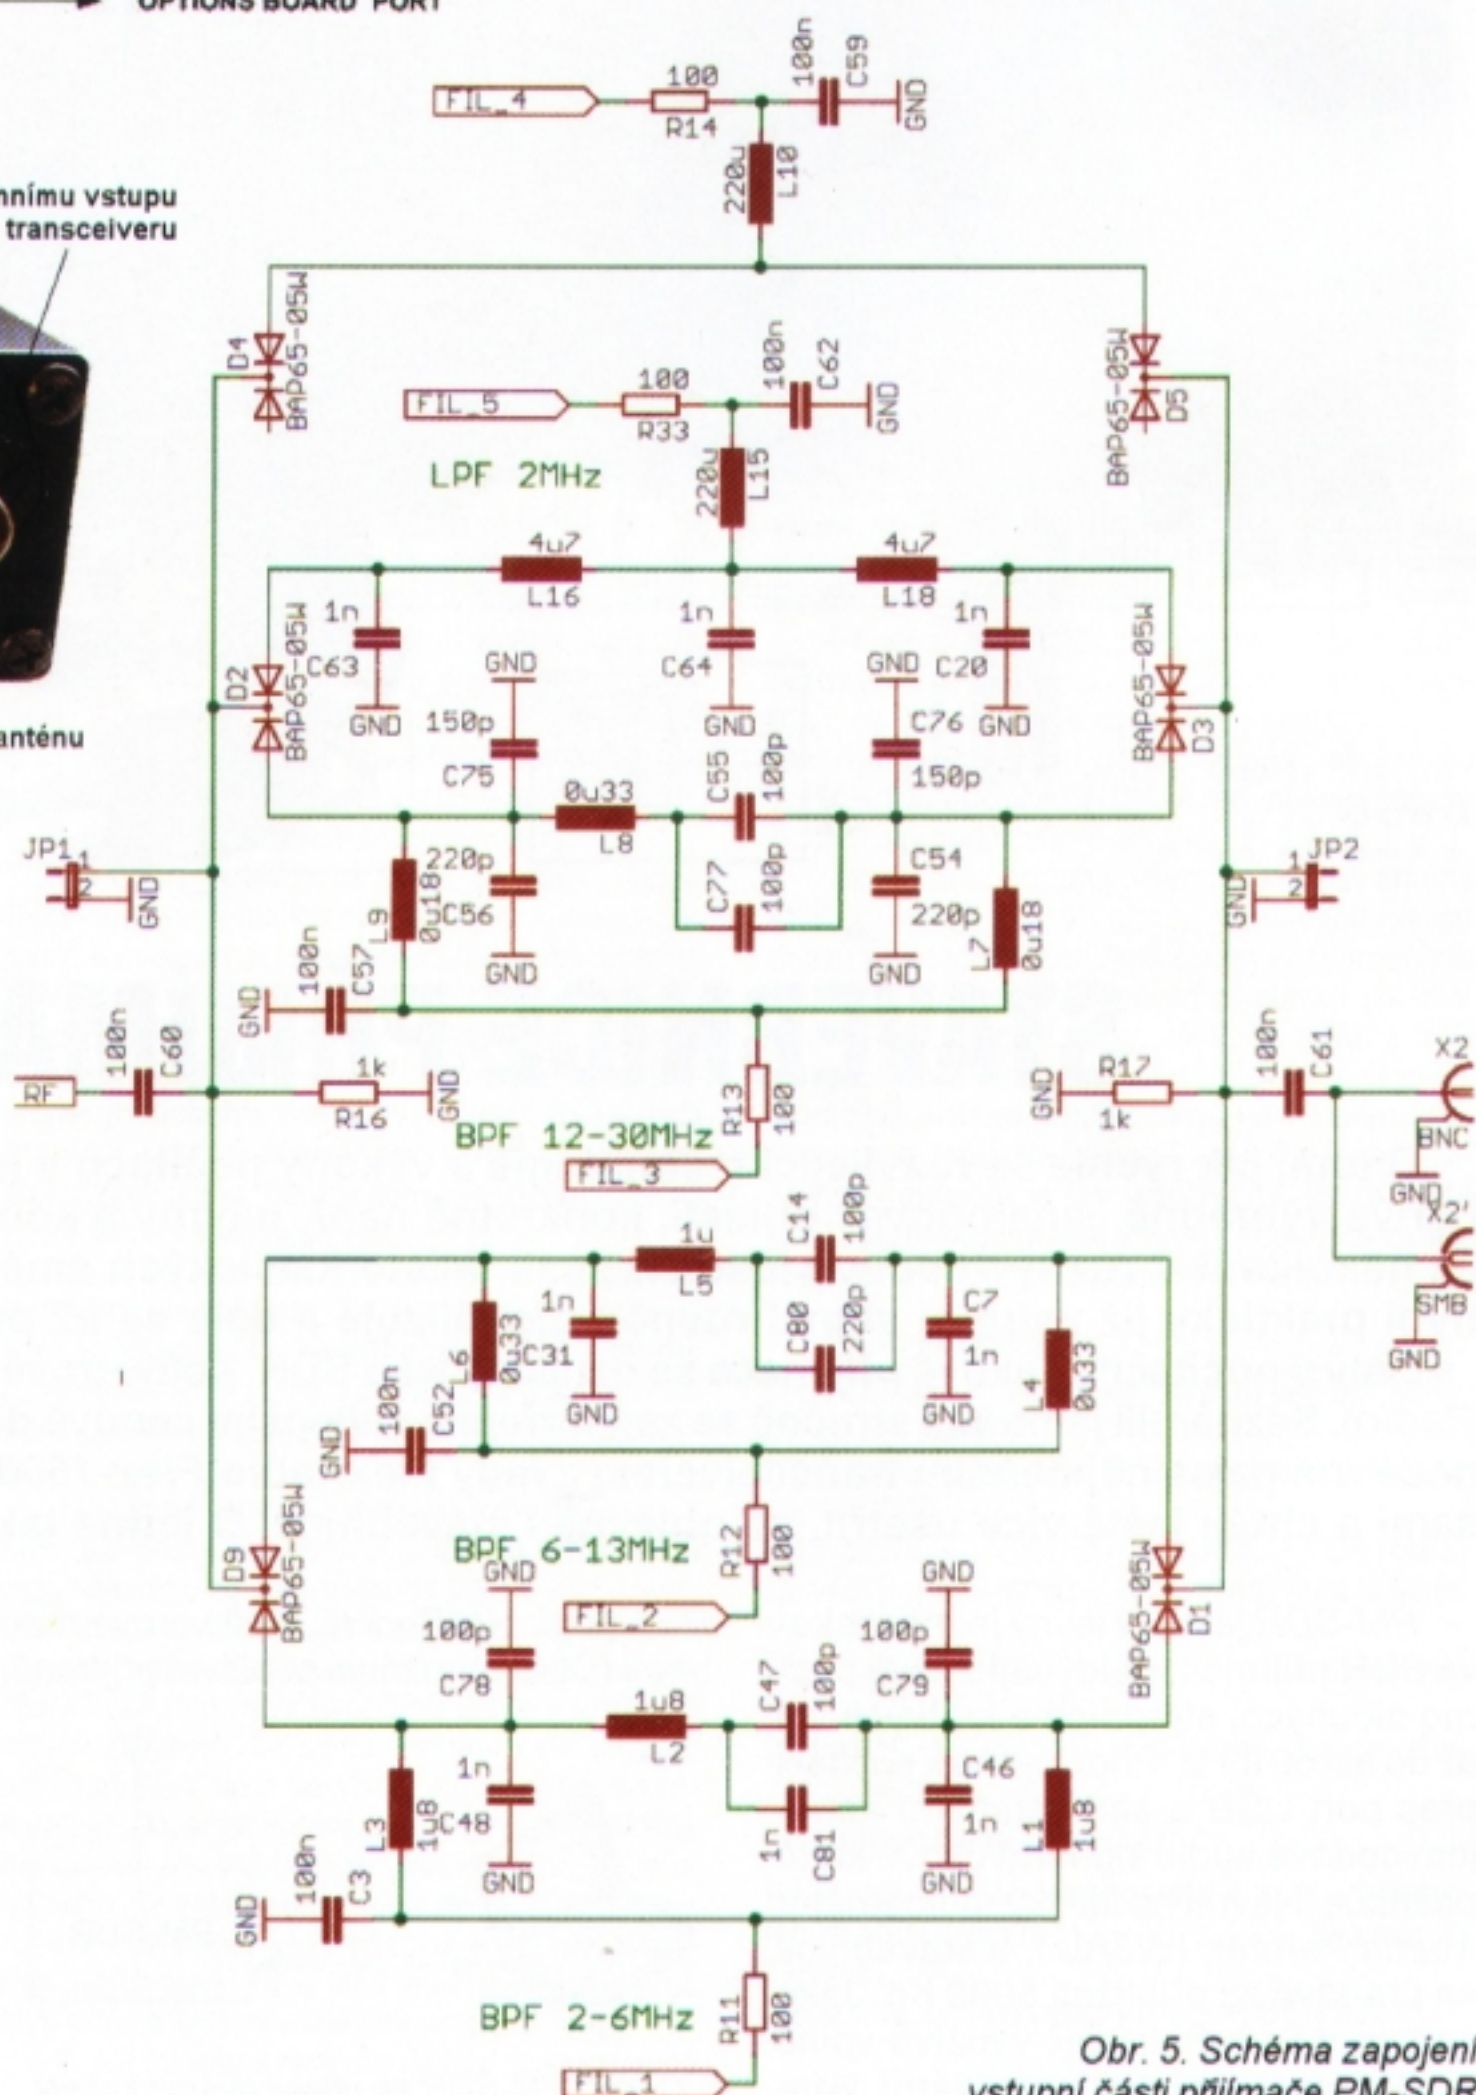 OPTIONS BOARD PORT
100n
C59
FIL_4
100
R14
GND
220u
L10
vstupu
transceiveru
D4
BAP65-05W
BAP65-05W
D5
FIL_5
100
R33
100n
C62
GND
LPF 2MHz
220u
L15
4u7
L16
4u7
L18
D2
BAP65-05W
1n
C63
GND
GND
150p
C75
1n
C64
GND
GND
C76
150p
1n
C20
GND
BAP65-05W
D3
anténu
0u33
L8
C55
100p
C77
100p
JP1
1
2
GND
L9
0u18
220p
C56
GND
C54
220p
GND
L7
0u18
JP2
1
2
GND
100n
C57
GND
RF
100n
C60
1k
R16
GND
R13
100
BPF 12-30MHz
FIL_3
GND
R17
1k
100n
C61
X2
BNC
GND
X2'
SMB
GND
1u
L5
C14
100p
C80
220p
L6
0u33
1n
C31
GND
C7
1n
GND
L4
0u33
100n
C52
GND
R12
100
BPF 6-13MHz
FIL_2
D9
BAP65-05W
BAP65-05W
D1
GND
100p
C78
GND
100p
C79
1u8
L2
C47
100p
1n
C81
L3
1u8
1n
C48
GND
C46
1n
GND
L1
1u8
100n
C3
GND
BPF 2-6MHz
R11
100
FIL_1
Obr. 5. Schéma zapojení
vstupní části přijímače PM-SDR